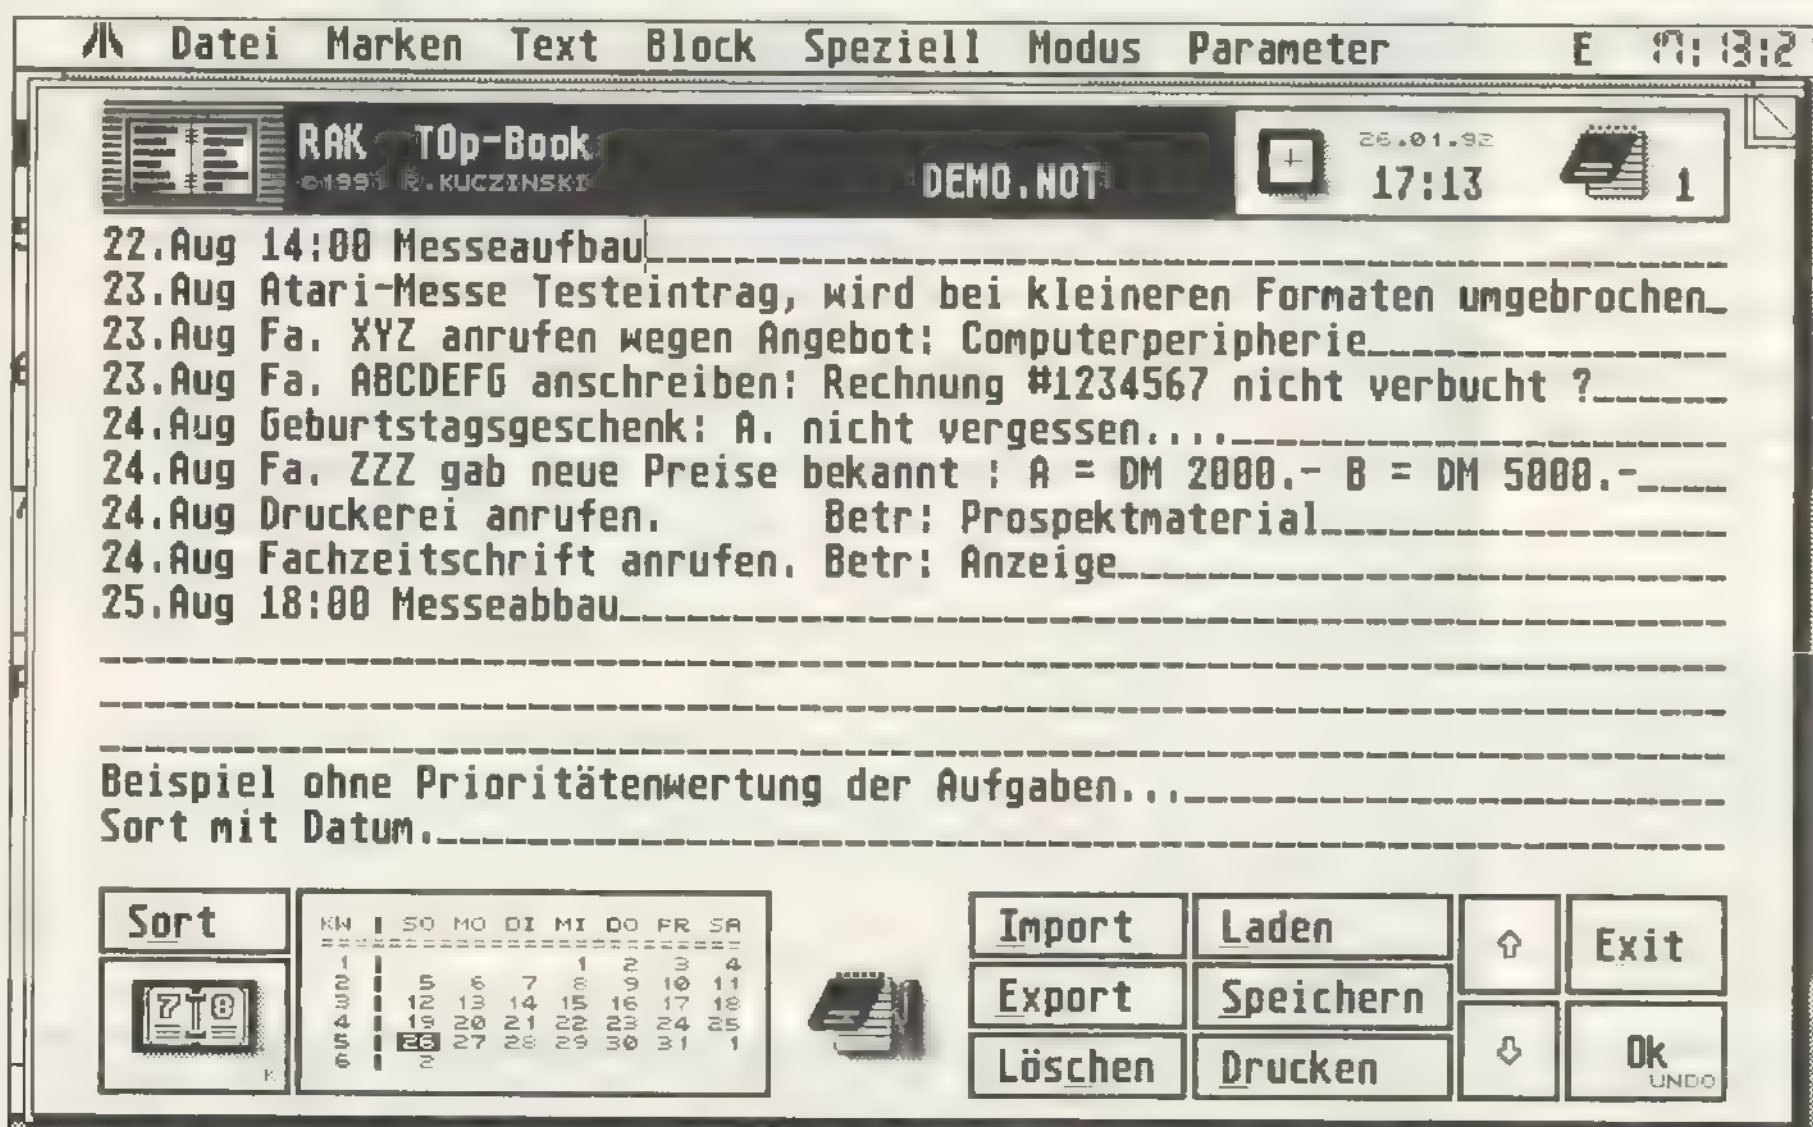 Datei Marken Text Block Speziell Modus Parameter E 17:13:2
RAK TOp-Book
©1991 R.KUCZINSKI
DEMO.NOT
26.01.92
17:13
1
22.Aug 14:00 Messeaufbau
23.Aug Atari-Messe Testeintrag, wird bei kleineren Formaten umgebrochen
23.Aug Fa. XYZ anrufen wegen Angebot: Computerperipherie
23.Aug Fa. ABCDEFG anschreiben: Rechnung #1234567 nicht verbucht ?
24.Aug Geburtstagsgeschenk: A. nicht vergessen....
24.Aug Fa. ZZZ gab neue Preise bekannt : A = DM 2000.- B = DM 5000.-
24.Aug Druckerei anrufen. Betr: Prospektmaterial
24.Aug Fachzeitschrift anrufen. Betr: Anzeige
25.Aug 18:00 Messeabbau
Beispiel ohne Prioritätenwertung der Aufgaben...
Sort mit Datum.
Sort
7 8
K
KW SO MO DI MI DO FR SA
1 1 2 3 4
2 5 6 7 8 9 10 11
3 12 13 14 15 16 17 18
4 19 20 21 22 23 24 25
5 26 27 28 29 30 31 1
6 2
Import Laden
Export Speichern
Löschen Drucken
Exit
Ok
UNDO